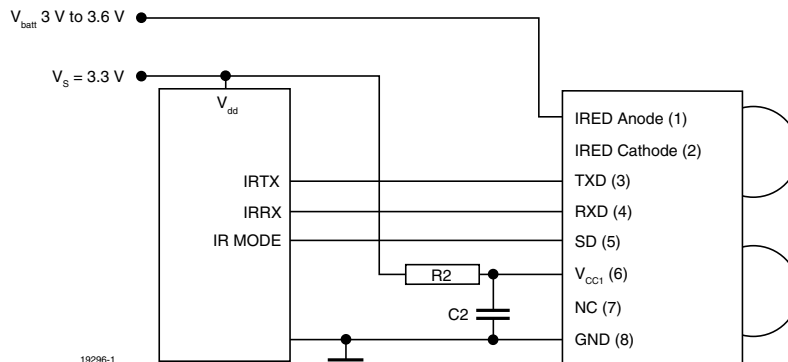 V_batt 3 V to 3.6 V
V_S = 3.3 V
V_dd
IRTX
IRRX
IR MODE
R2
C2
IRED Anode (1)
IRED Cathode (2)
TXD (3)
RXD (4)
SD (5)
V_CC1 (6)
NC (7)
GND (8)
19296-1